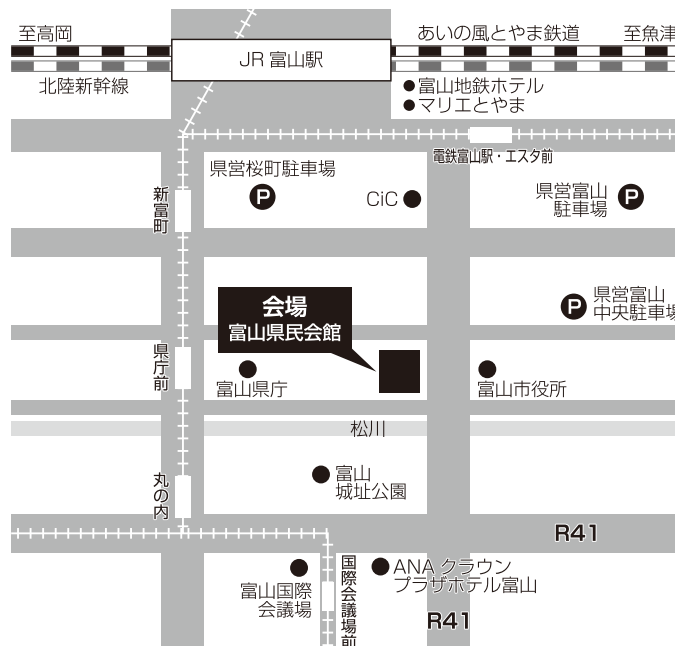 至高岡
あいの風とやま鉄道
至魚津
JR 富山駅
北陸新幹線
富山地鉄ホテル
マリエとやま
電鉄富山駅・エスタ前
県営桜町駐車場
P
新富町
CiC
県営富山
駐車場
P
会場
富山県民会館
P
県営富山
中央駐車場
県庁前
富山県庁
富山市役所
松川
丸の内
富山
城址公園
R41
国際会議場前
富山国際
会議場
ANA クラウン
プラザホテル富山
R41